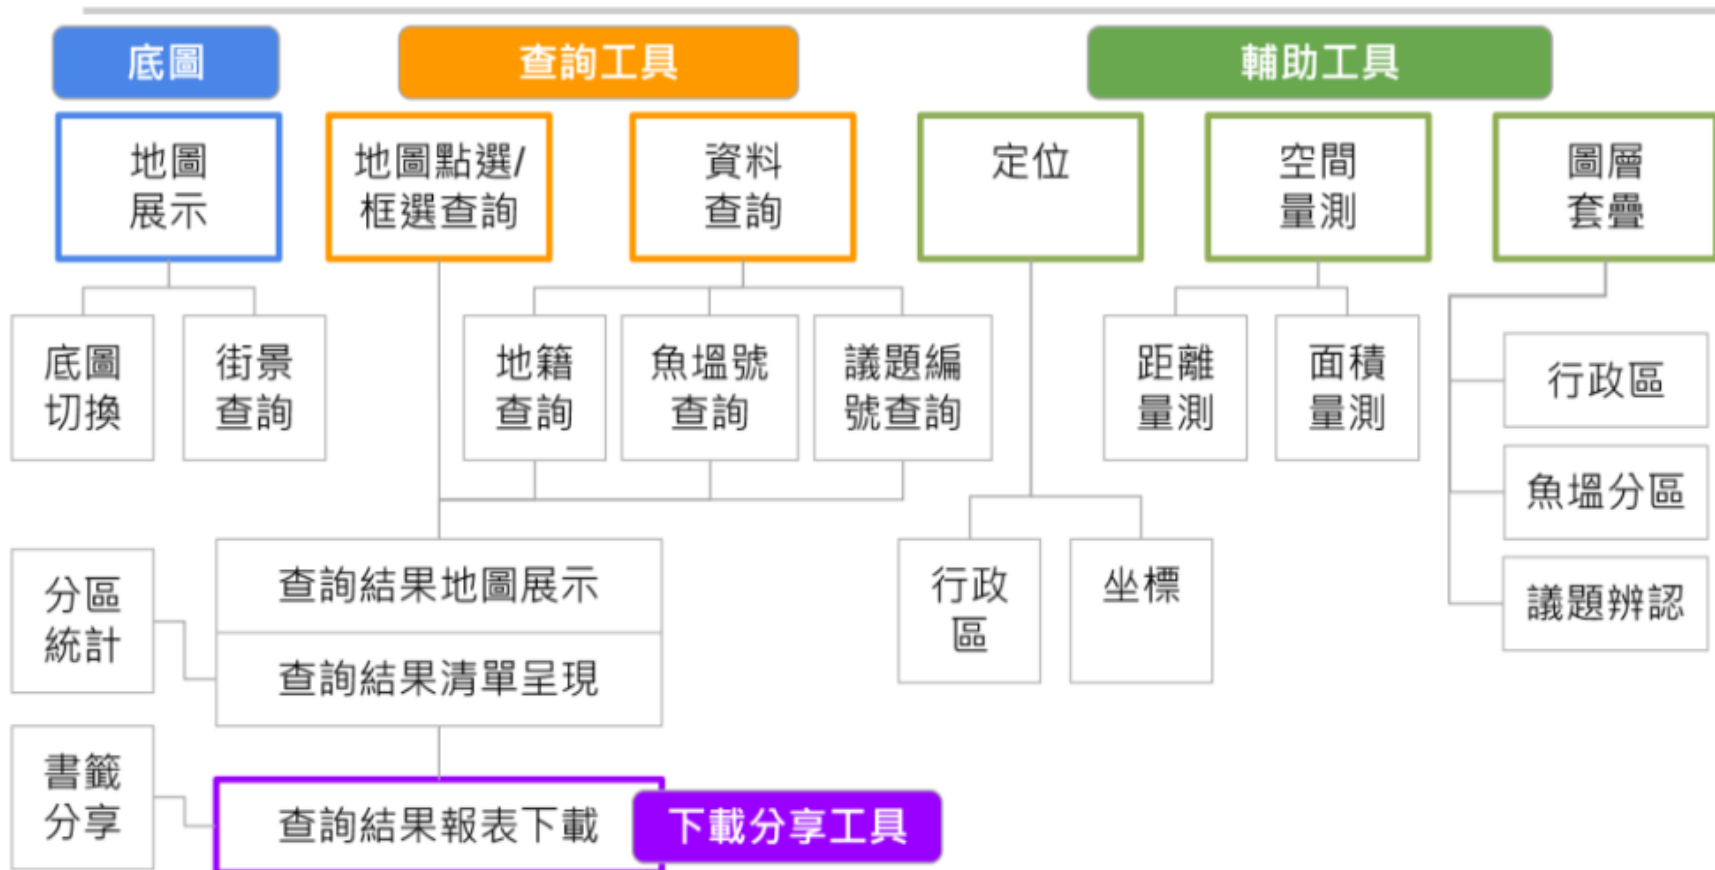 底圖
查詢工具
輔助工具
地圖
展示
地圖點選/
框選查詢
資料
查詢
定位
空間
量測
圖層
套疊
底圖
切換
街景
查詢
地籍
查詢
魚塭號
查詢
議題編
號查詢
距離
量測
面積
量測
行政區
魚塭分區
議題辨認
行政
區
坐標
分區
統計
查詢結果地圖展示
查詢結果清單呈現
書籤
分享
查詢結果報表下載
下載分享工具